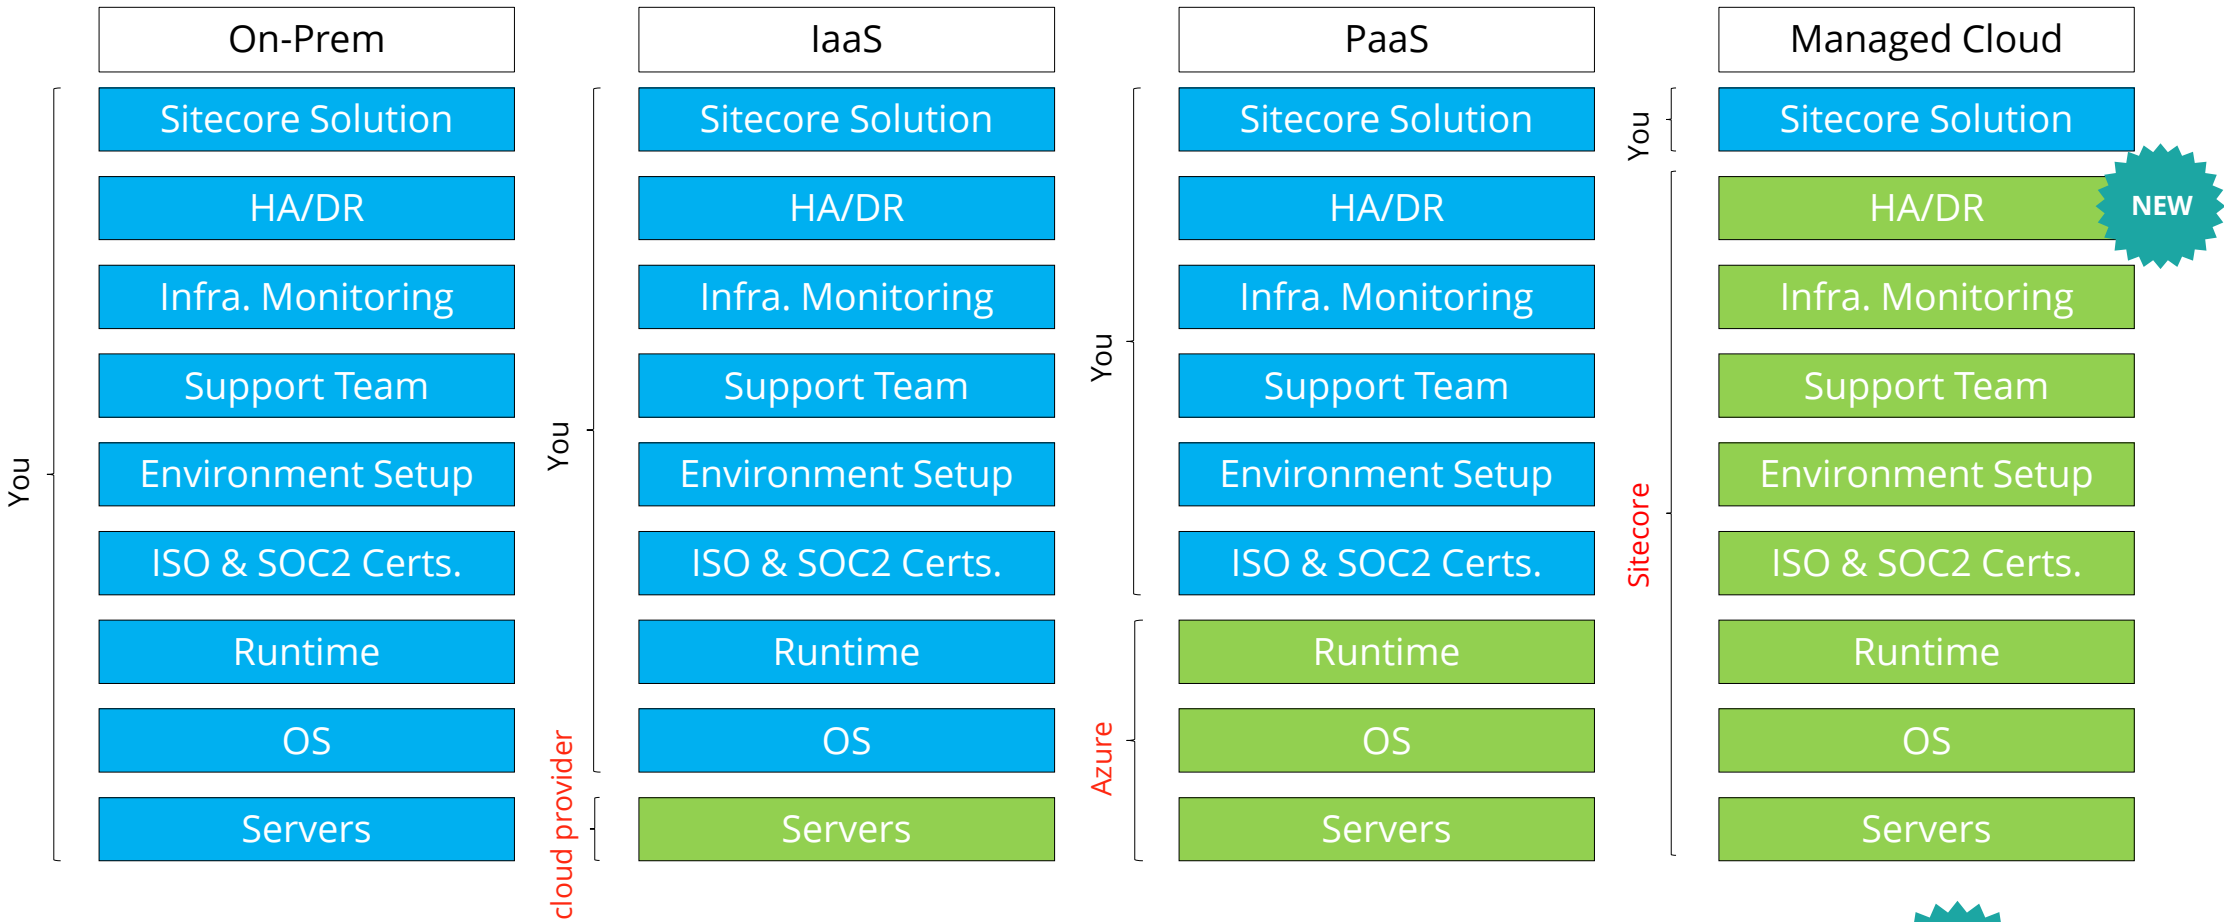 On-Prem
You
Sitecore Solution
HA/DR
Infra. Monitoring
Support Team
Environment Setup
ISO & SOC2 Certs.
Runtime
OS
Servers
IaaS
You
cloud provider
Sitecore Solution
HA/DR
Infra. Monitoring
Support Team
Environment Setup
ISO & SOC2 Certs.
Runtime
OS
Servers
PaaS
You
Azure
Sitecore Solution
HA/DR
Infra. Monitoring
Support Team
Environment Setup
ISO & SOC2 Certs.
Runtime
OS
Servers
Managed Cloud
You
Sitecore
Sitecore Solution
HA/DR
NEW
Infra. Monitoring
Support Team
Environment Setup
ISO & SOC2 Certs.
Runtime
OS
Servers